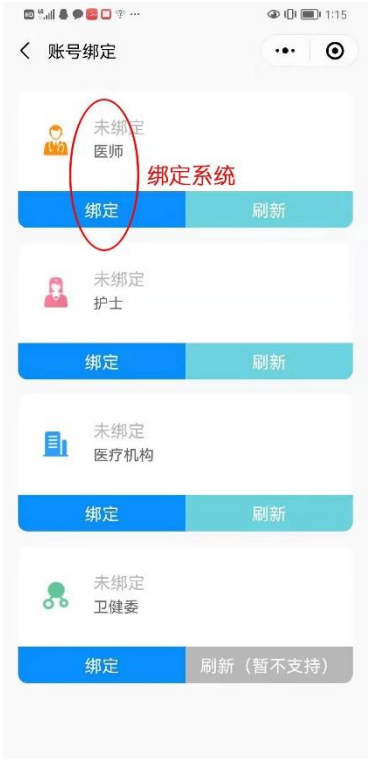 1:15
账号绑定
未绑定
医师
绑定系统
绑定
刷新
未绑定
护士
绑定
刷新
未绑定
医疗机构
绑定
刷新
未绑定
卫健委
绑定
刷新（暂不支持）